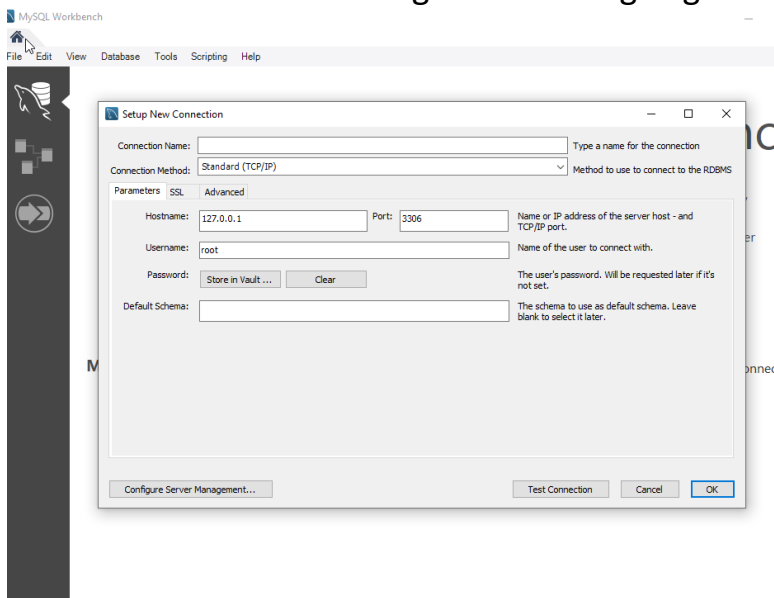 MySQL Workbench
File Edit View Database Tools Scripting Help
Setup New Connection
Connection Name: Type a name for the connection
Connection Method: Standard (TCP/IP) Method to use to connect to the RDBMS
Parameters SSL Advanced
Hostname: 127.0.0.1 Port: 3306 Name or IP address of the server host - and
TCP/IP port.
Username: root Name of the user to connect with.
Password: Store in Vault ... Clear The user's password. Will be requested later if it's
not set.
Default Schema: The schema to use as default schema. Leave
blank to select it later.
Configure Server Management... Test Connection Cancel OK